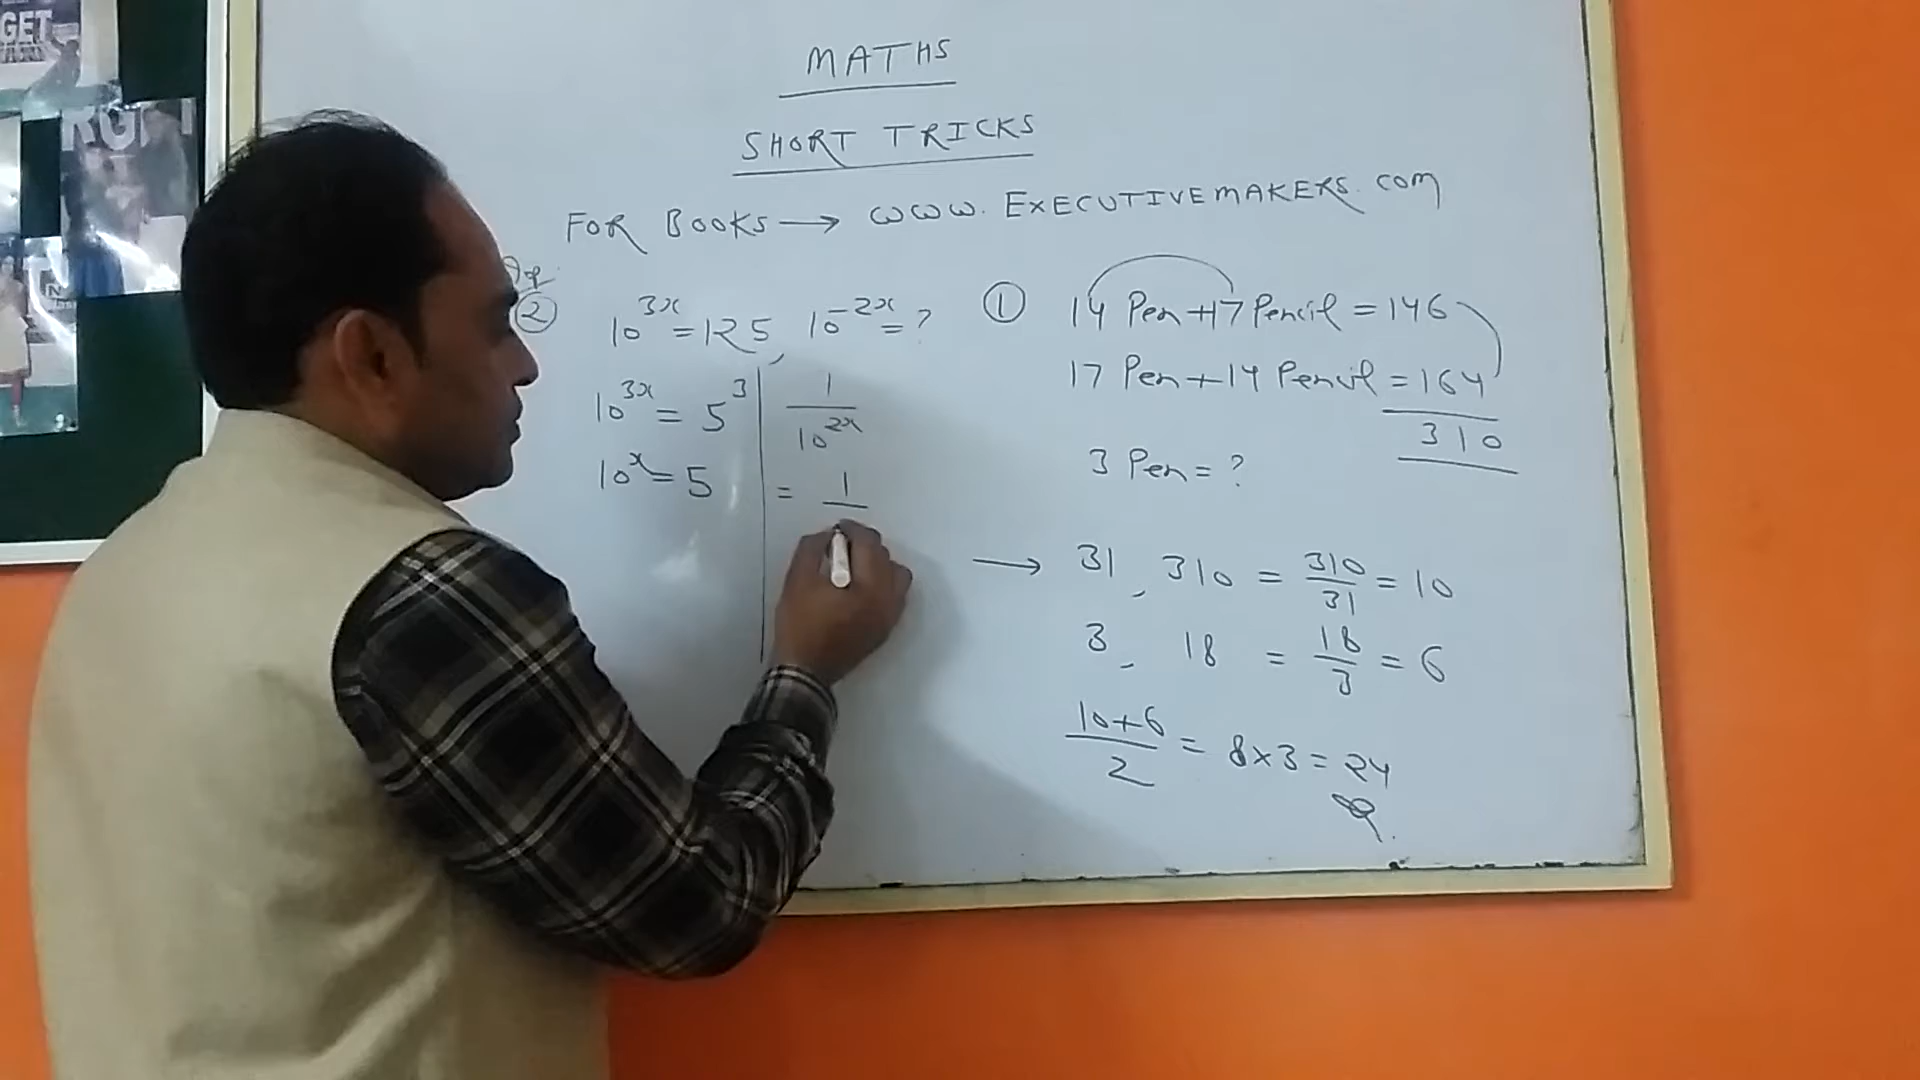 GET
MATHS
SHORT TRICKS
FOR BOOKS → WWW. EXECUTIVEMAKERS. COM
② 10^3x = 125, 10^-2x = ?
10^3x = 5^3
10^x = 5
1/10^2x
= 1/
① 14 Pen + 17 Pencil = 146
17 Pen + 14 Pencil = 164
310
3 Pen = ?
→ 31, 310 = 310/31 = 10
3, 18 = 18/3 = 6
10+6/2 = 8×3 = 24